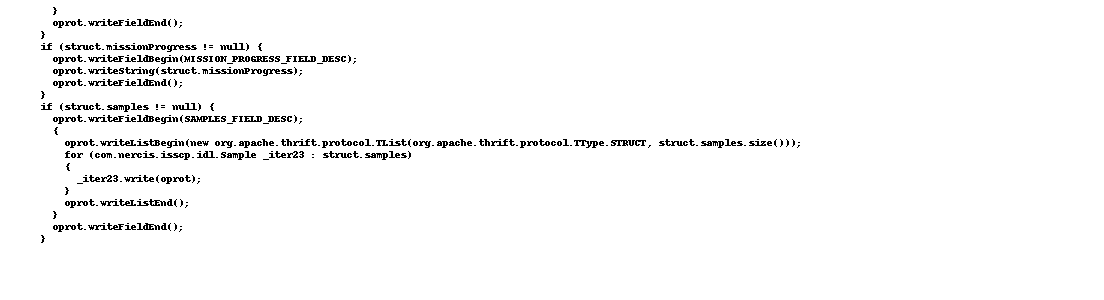 }
oprot.writeFieldEnd();
}
if (struct.missionProgress != null) {
oprot.writeFieldBegin(MISSION_PROGRESS_FIELD_DESC);
oprot.writeString(struct.missionProgress);
oprot.writeFieldEnd();
}
if (struct.samples != null) {
oprot.writeFieldBegin(SAMPLES_FIELD_DESC);
{
oprot.writeListBegin(new org.apache.thrift.protocol.TList(org.apache.thrift.protocol.TType.STRUCT, struct.samples.size()));
for (com.nercis.isscp.idl.Sample _iter23 : struct.samples)
{
_iter23.write(oprot);
}
oprot.writeListEnd();
}
oprot.writeFieldEnd();
}